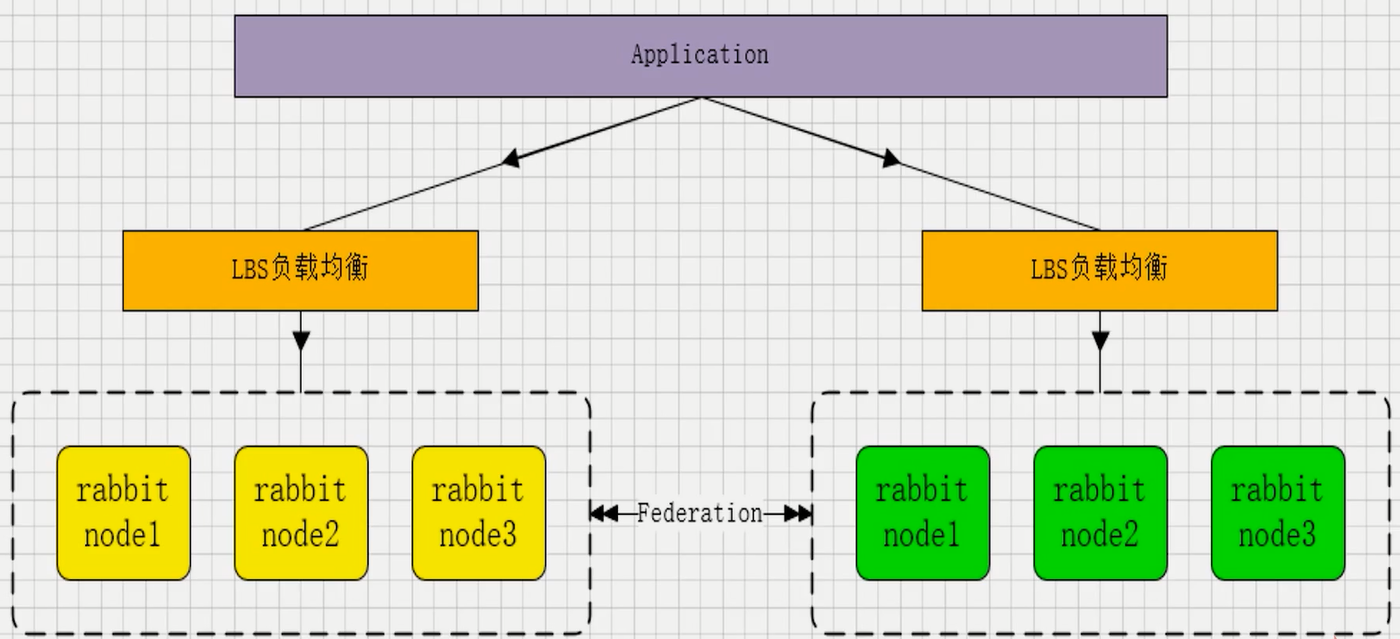 Application
LBS负载均衡
LBS负载均衡
rabbit
node1
rabbit
node2
rabbit
node3
Federation
rabbit
node1
rabbit
node2
rabbit
node3